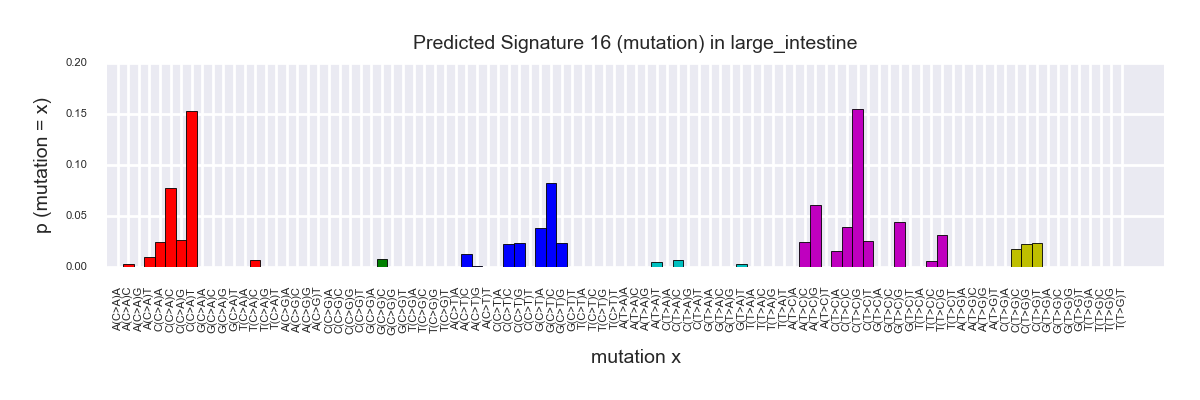 Predicted Signature 16 (mutation) in large_intestine
p (mutation = x)
0.20
0.15
0.10
0.05
0.00
A(C>A)A
A(C>A)C
A(C>A)G
A(C>A)T
C(C>A)A
C(C>A)C
C(C>A)G
C(C>A)T
G(C>A)A
G(C>A)C
G(C>A)G
G(C>A)T
T(C>A)A
T(C>A)C
T(C>A)G
T(C>A)T
A(C>G)A
A(C>G)C
A(C>G)G
A(C>G)T
C(C>G)A
C(C>G)C
C(C>G)G
C(C>G)T
G(C>G)A
G(C>G)C
G(C>G)G
G(C>G)T
T(C>G)A
T(C>G)C
T(C>G)G
T(C>G)T
A(C>T)A
A(C>T)C
A(C>T)G
A(C>T)T
C(C>T)A
C(C>T)C
C(C>T)G
C(C>T)T
G(C>T)A
G(C>T)C
G(C>T)G
G(C>T)T
T(C>T)A
T(C>T)C
T(C>T)G
T(C>T)T
A(T>A)A
A(T>A)C
A(T>A)G
A(T>A)T
C(T>A)A
C(T>A)C
C(T>A)G
C(T>A)T
G(T>A)A
G(T>A)C
G(T>A)G
G(T>A)T
T(T>A)A
T(T>A)C
T(T>A)G
T(T>A)T
A(T>C)A
A(T>C)C
A(T>C)G
A(T>C)T
C(T>C)A
C(T>C)C
C(T>C)G
C(T>C)T
G(T>C)A
G(T>C)C
G(T>C)G
G(T>C)T
T(T>C)A
T(T>C)C
T(T>C)G
T(T>C)T
A(T>G)A
A(T>G)C
A(T>G)G
A(T>G)T
C(T>G)A
C(T>G)C
C(T>G)G
C(T>G)T
G(T>G)A
G(T>G)C
G(T>G)G
G(T>G)T
T(T>G)A
T(T>G)C
T(T>G)G
T(T>G)T
mutation x